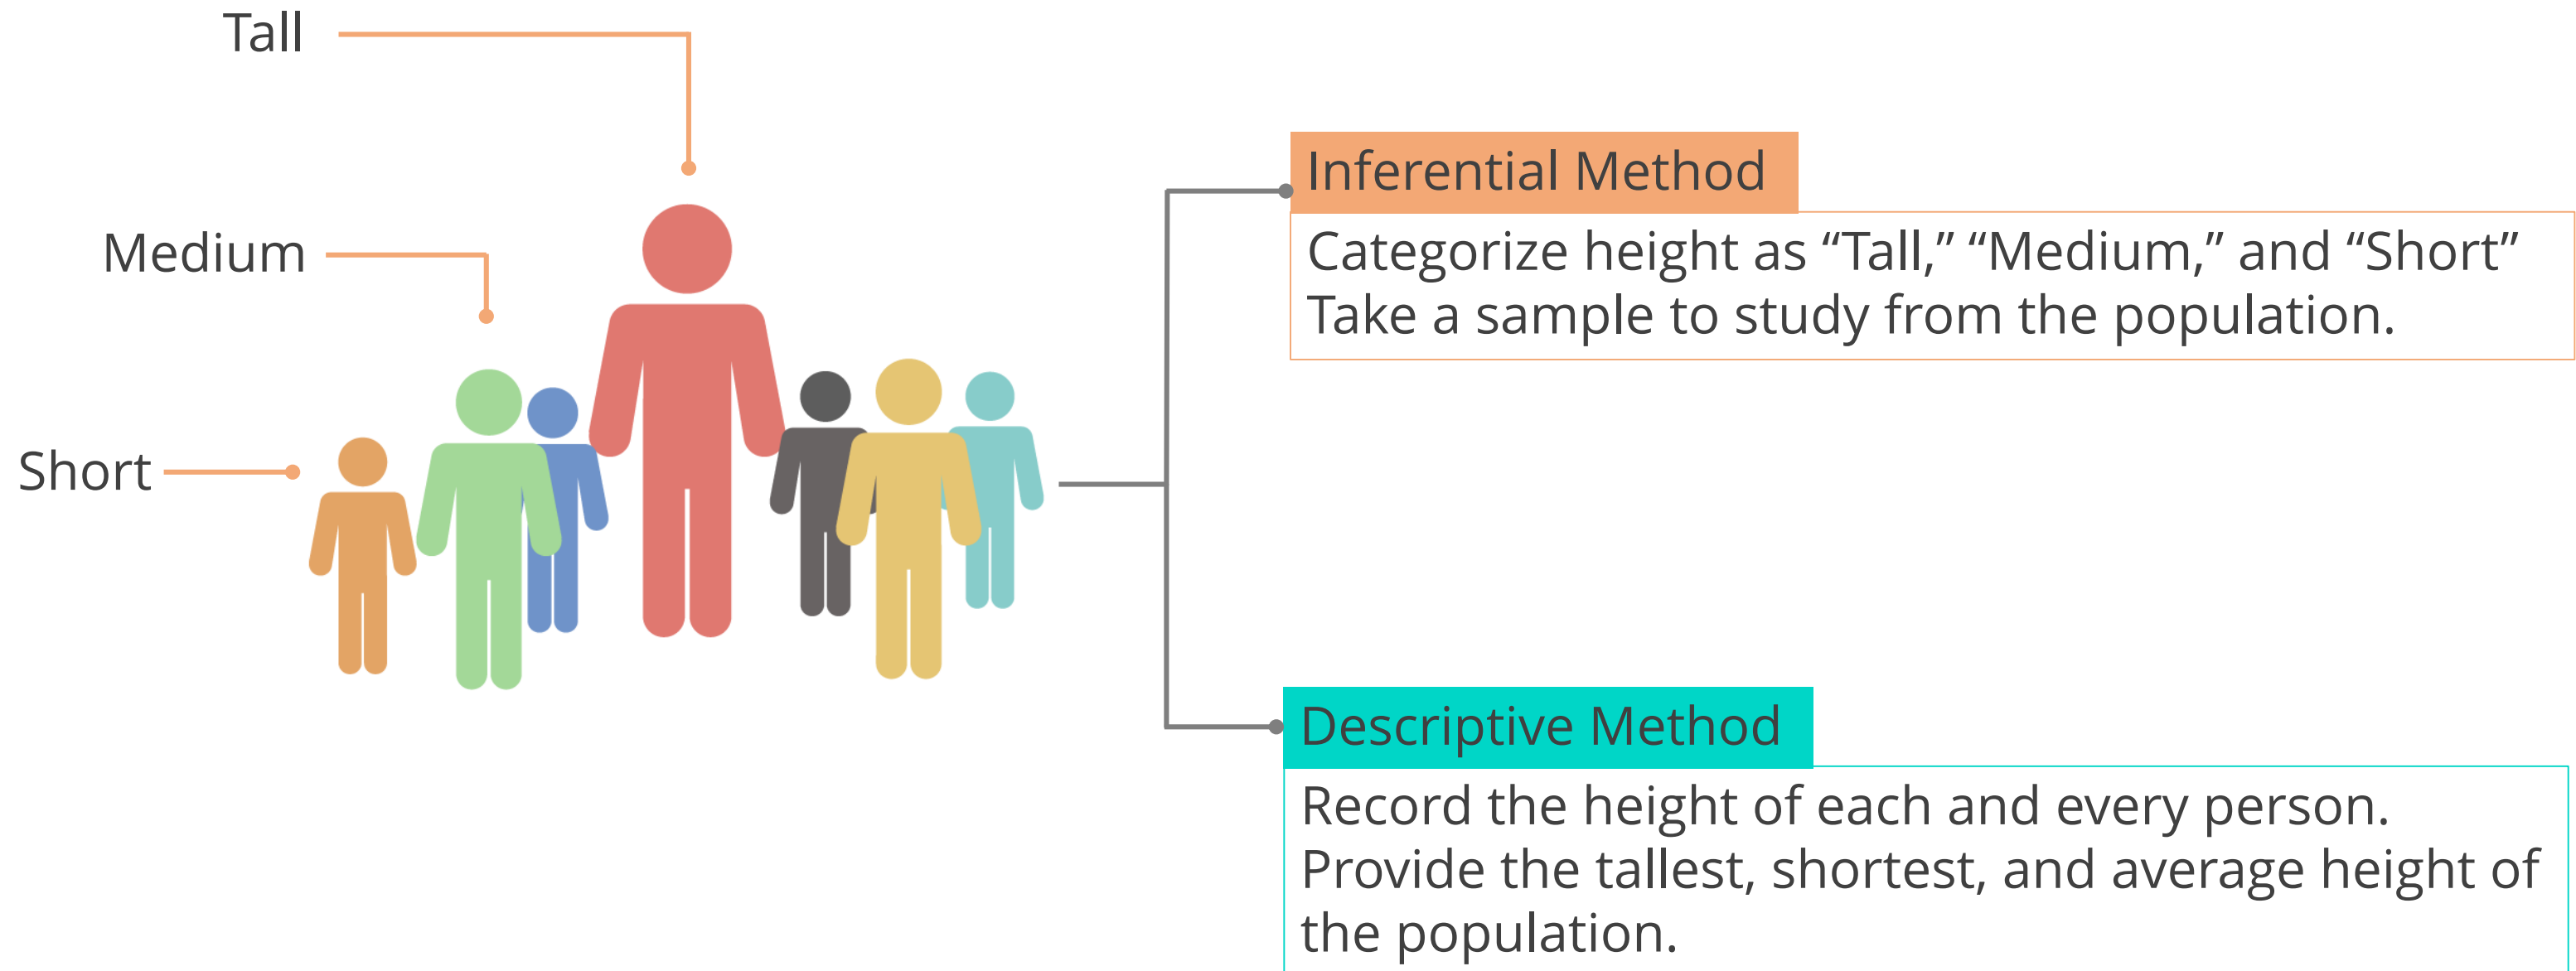 Tall
Medium
Short
Inferential Method
Categorize height as “Tall,” “Medium,” and “Short”
Take a sample to study from the population.
Descriptive Method
Record the height of each and every person.
Provide the tallest, shortest, and average height of
the population.